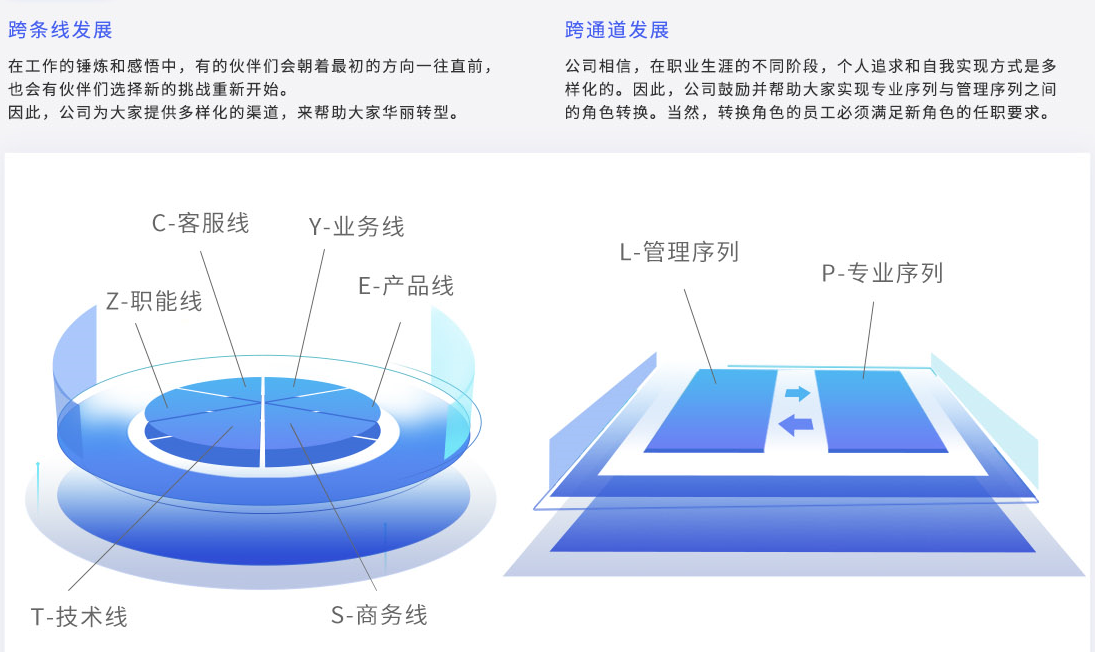 跨条线发展
在工作的锤炼和感悟中，有的伙伴们会朝着最初的方向一往直前，
也会有伙伴们选择新的挑战重新开始。
因此，公司为大家提供多样化的渠道，来帮助大家华丽转型。
跨通道发展
公司相信，在职业生涯的不同阶段，个人追求和自我实现方式是多
样化的。因此，公司鼓励并帮助大家实现专业序列与管理序列之间
的角色转换。当然，转换角色的员工必须满足新角色的任职要求。
C-客服线
Y-业务线
Z-职能线
E-产品线
T-技术线
S-商务线
L-管理序列
P-专业序列